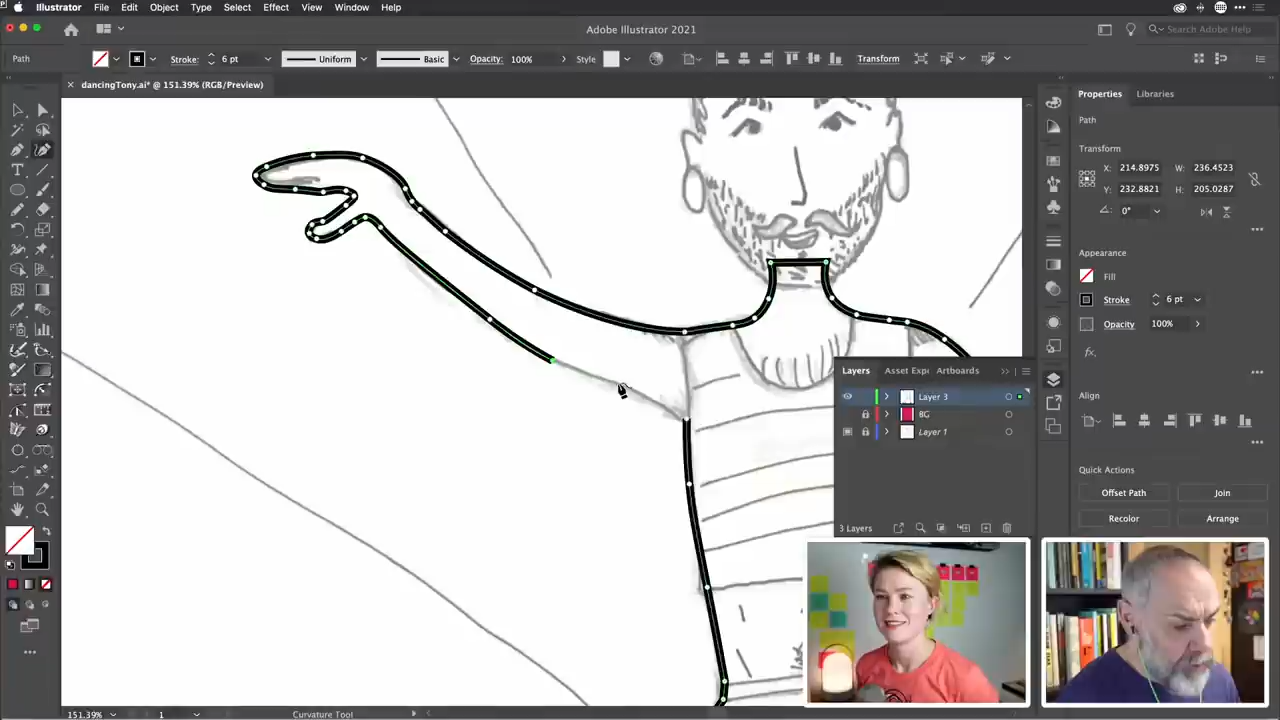 Illustrator File Edit Object Type Select Effect View Window Help
Adobe Illustrator 2021
Search Adobe Help
Path Stroke: 6 pt Uniform Basic Opacity: 100% Style Transform
× dancingTony.ai* @ 151.39% (RGB/Preview)
Properties Libraries
Path
Transform
X: 214.8975 W: 236.4523
Y: 232.8821 H: 205.0287
0°
Appearance
Fill
Stroke 6 pt
Opacity 100%
fx.
Align
Quick Actions
Offset Path Join
Recolor Arrange
Layers Asset Exp Artboards
Layer 3
BG
Layer 1
3 Layers
151.39% 1 Curvature Tool